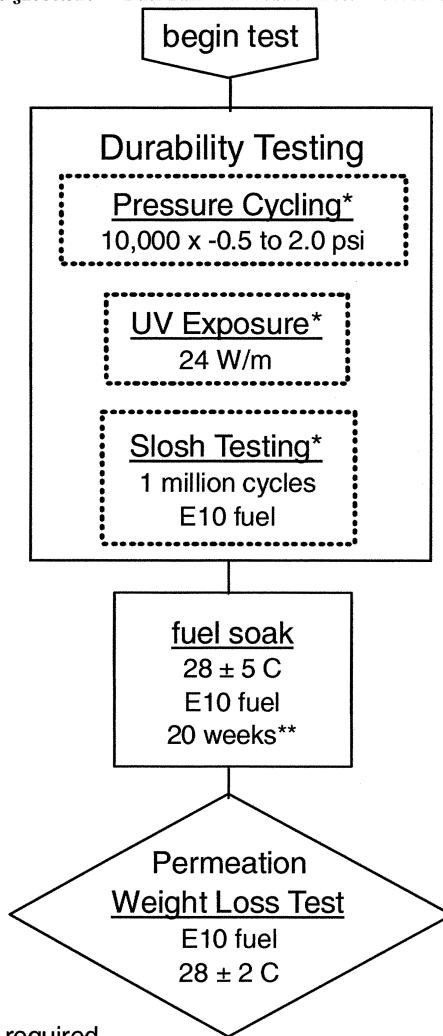 begin test
Durability Testing
Pressure Cycling*
10,000 x -0.5 to 2.0 psi
UV Exposure*
24 W/m
Slosh Testing*
1 million cycles
E10 fuel
fuel soak
28 ± 5 C
E10 fuel
20 weeks**
Permeation
Weight Loss Test
E10 fuel
28 ± 2 C
required